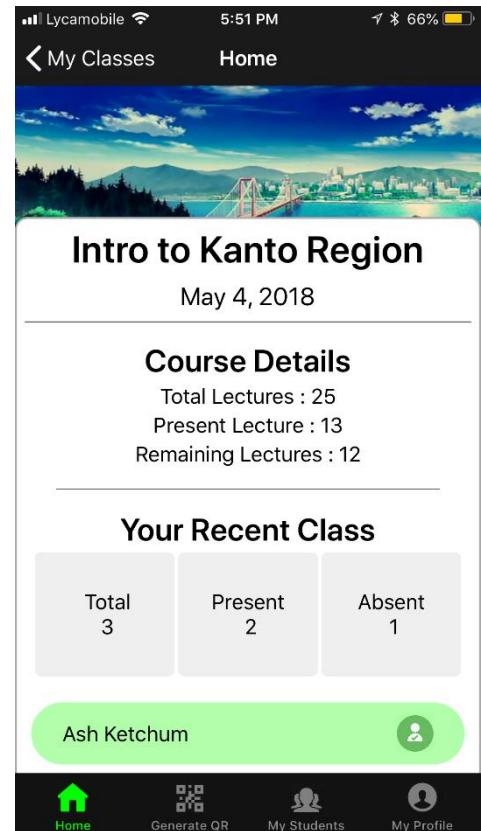 Lycamobile 5:51 PM 66%
My Classes Home
Intro to Kanto Region
May 4, 2018
Course Details
Total Lectures : 25
Present Lecture : 13
Remaining Lectures : 12
Your Recent Class
Total Present Absent
3 2 1
Ash Ketchum
Home Generate QR My Students My Profile